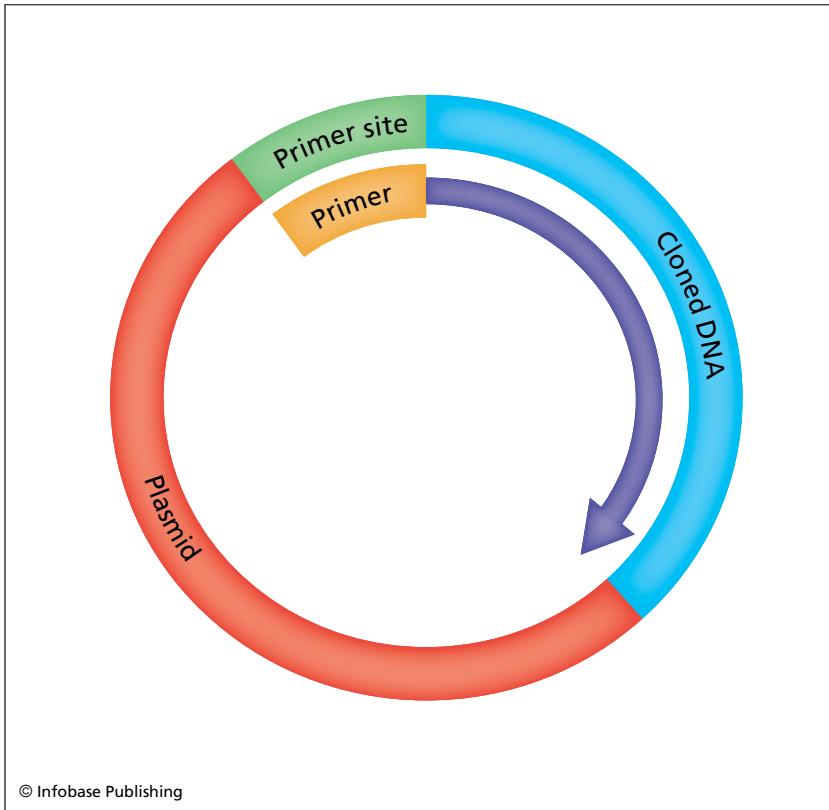 Primer site
Primer
Cloned DNA
Plasmid
© Infobase Publishing